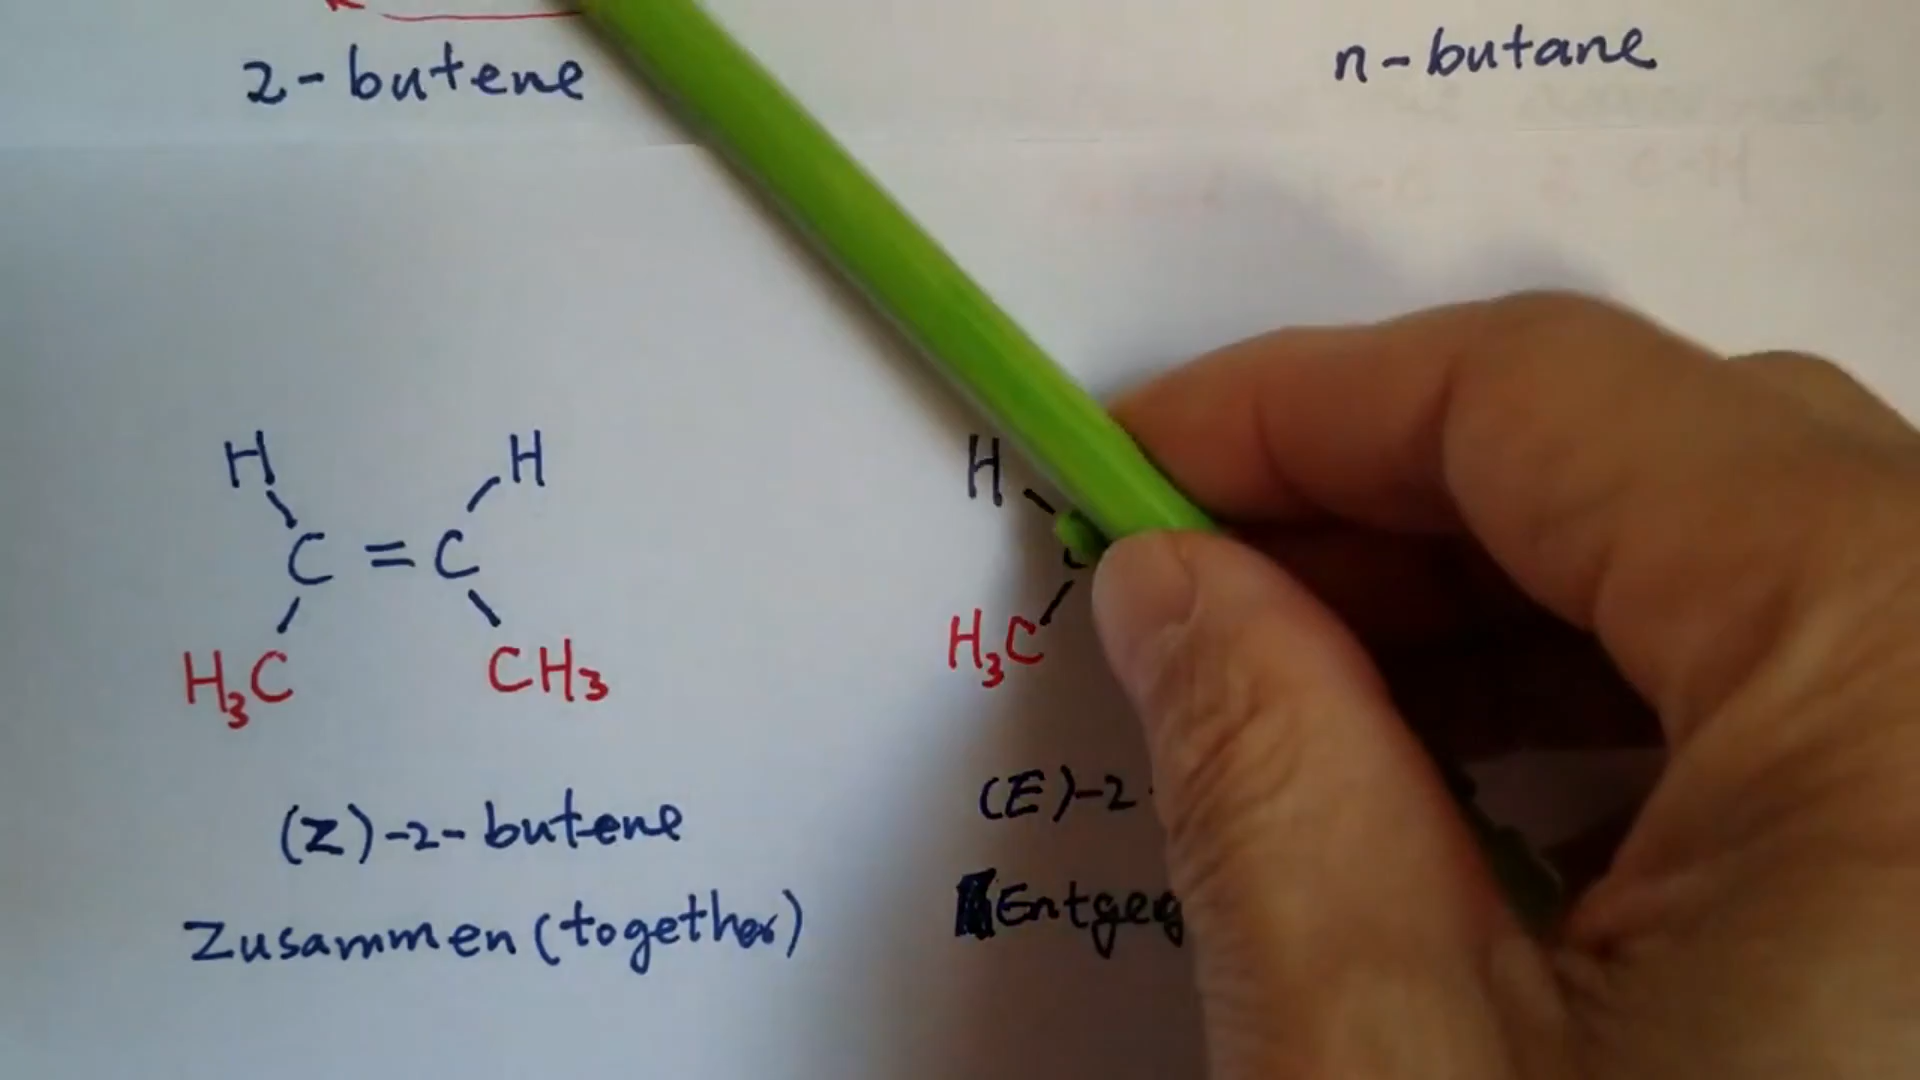 2-butene
n-butane
H H
C = C
H₃C CH₃
H
H₃C
(Z)-2-butene
(E)-2
Zusammen (together)
Entgeg